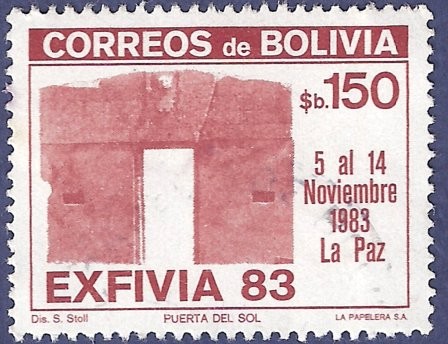 CORREOS de BOLIVIA
$b.150
5 al 14
Noviembre
1983
La Paz
EXFIVIA 83
Dis. S. Stoll PUERTA DEL SOL LA PAPELERA S.A.